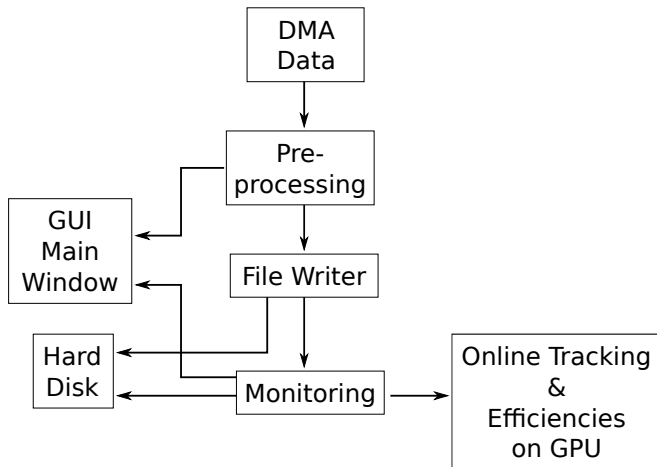 DMA
Data
Pre-
processing
GUI
Main
Window
File Writer
Hard
Disk
Monitoring
Online Tracking
&
Efficiencies
on GPU